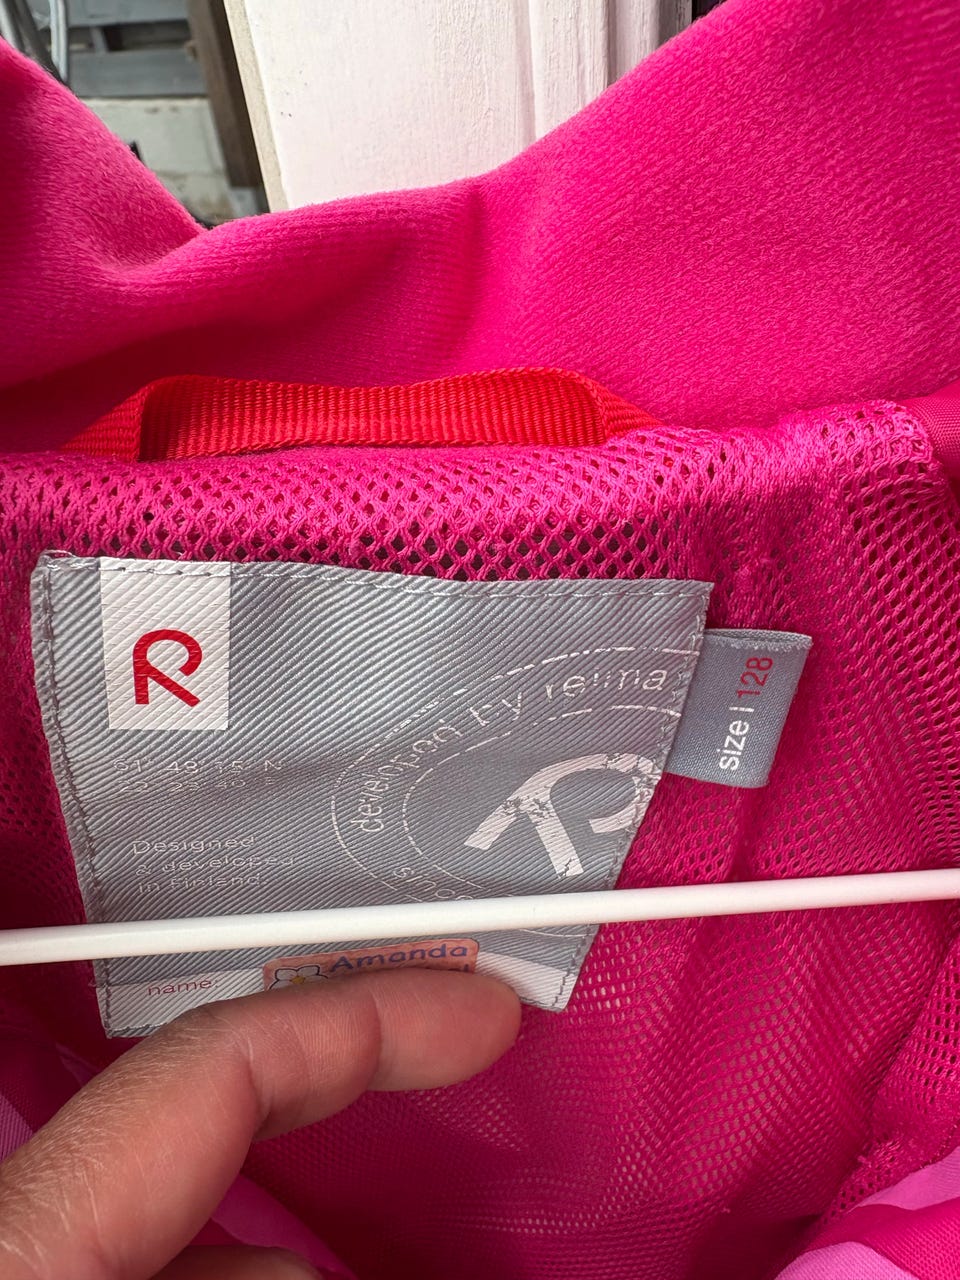 R
Designed
& developed
in Finland
developed by reima
R
size | 128
name:
Amanda